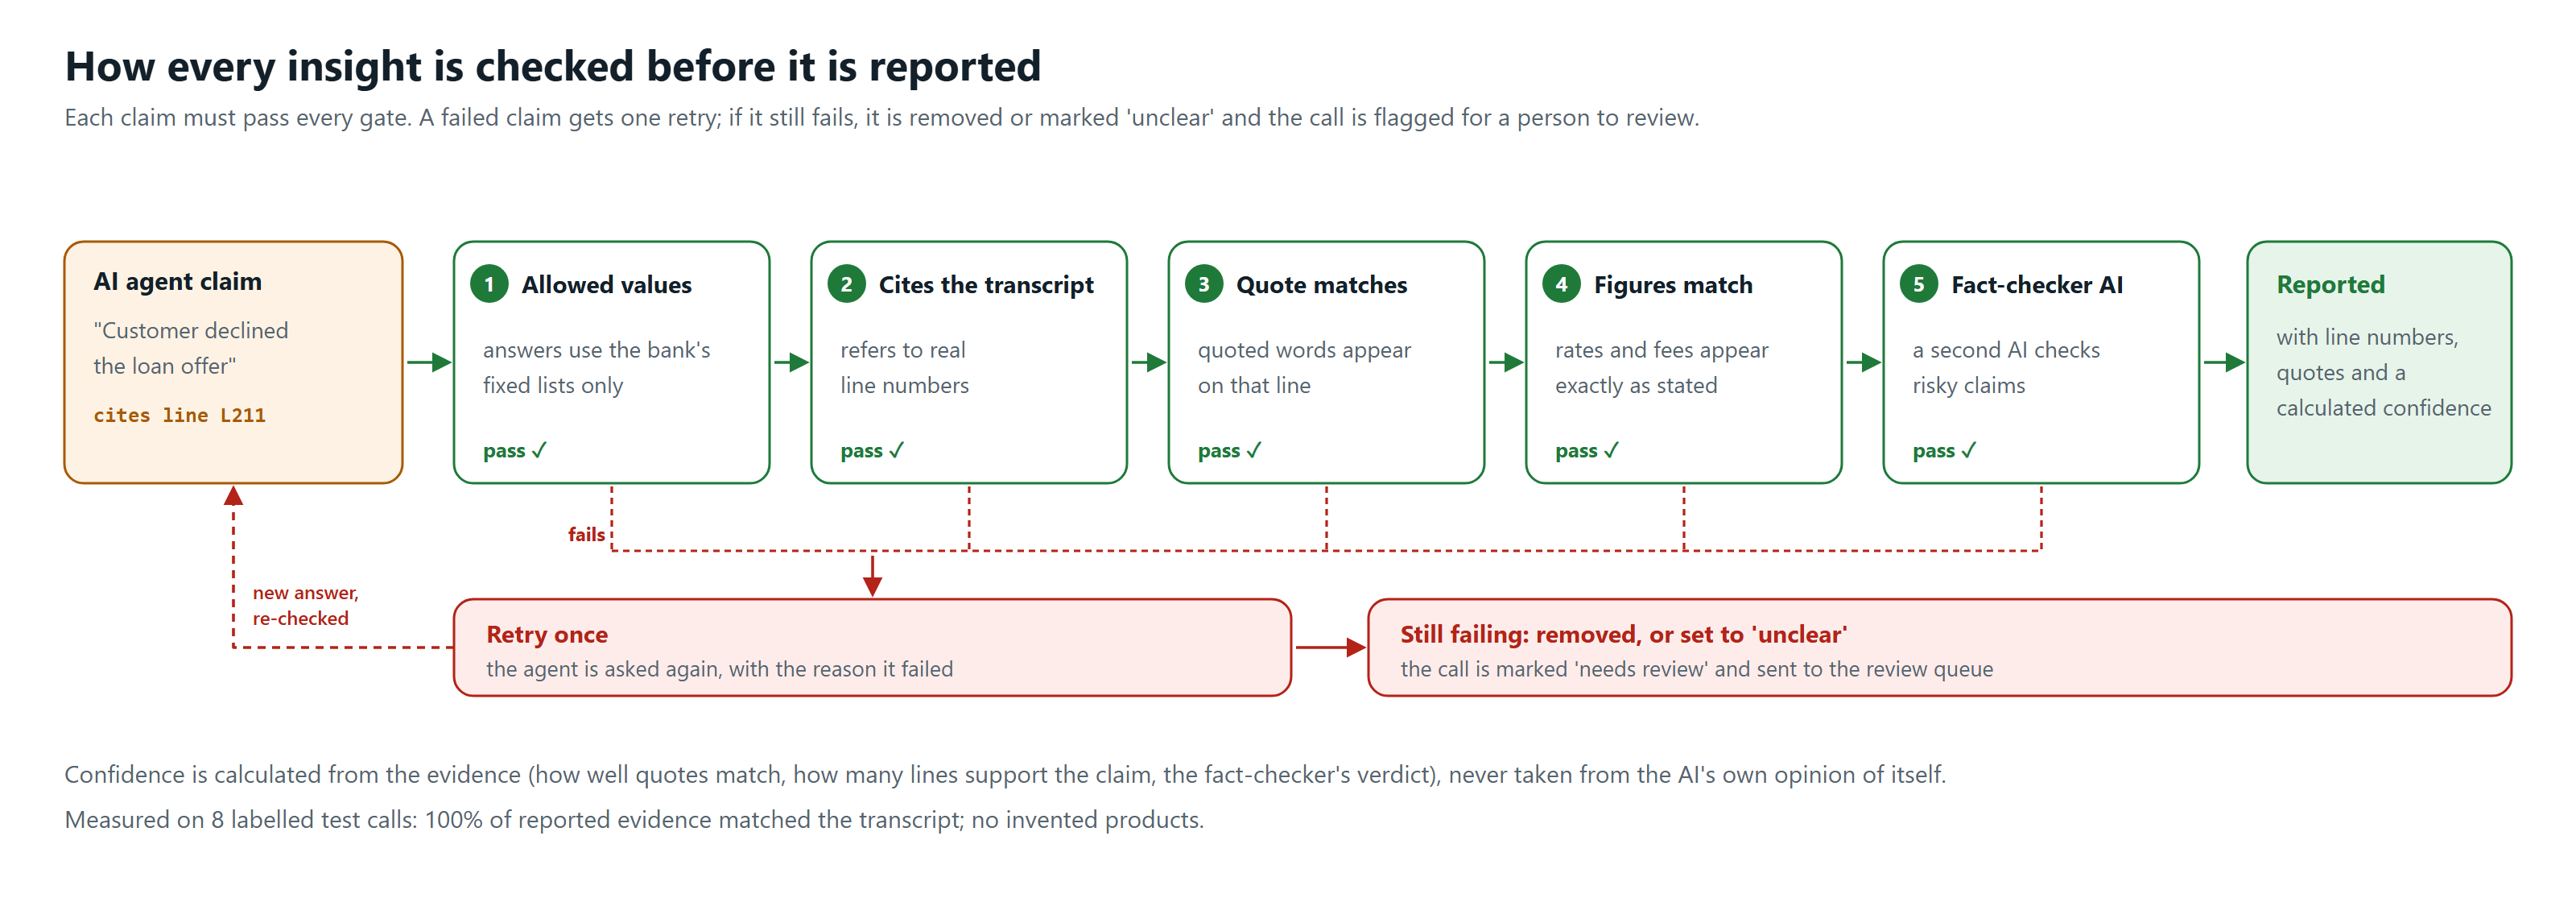 How every insight is checked before it is reported
Each claim must pass every gate. A failed claim gets one retry; if it still fails, it is removed or marked 'unclear' and the call is flagged for a person to review.
AI agent claim
"Customer declined
the loan offer"
cites line L211
1 Allowed values
answers use the bank's
fixed lists only
pass ✓
2 Cites the transcript
refers to real
line numbers
pass ✓
3 Quote matches
quoted words appear
on that line
pass ✓
4 Figures match
rates and fees appear
exactly as stated
pass ✓
5 Fact-checker AI
a second AI checks
risky claims
pass ✓
Reported
with line numbers,
quotes and a
calculated confidence
fails
new answer,
re-checked
Retry once
the agent is asked again, with the reason it failed
Still failing: removed, or set to 'unclear'
the call is marked 'needs review' and sent to the review queue
Confidence is calculated from the evidence (how well quotes match, how many lines support the claim, the fact-checker's verdict), never taken from the AI's own opinion of itself.
Measured on 8 labelled test calls: 100% of reported evidence matched the transcript; no invented products.